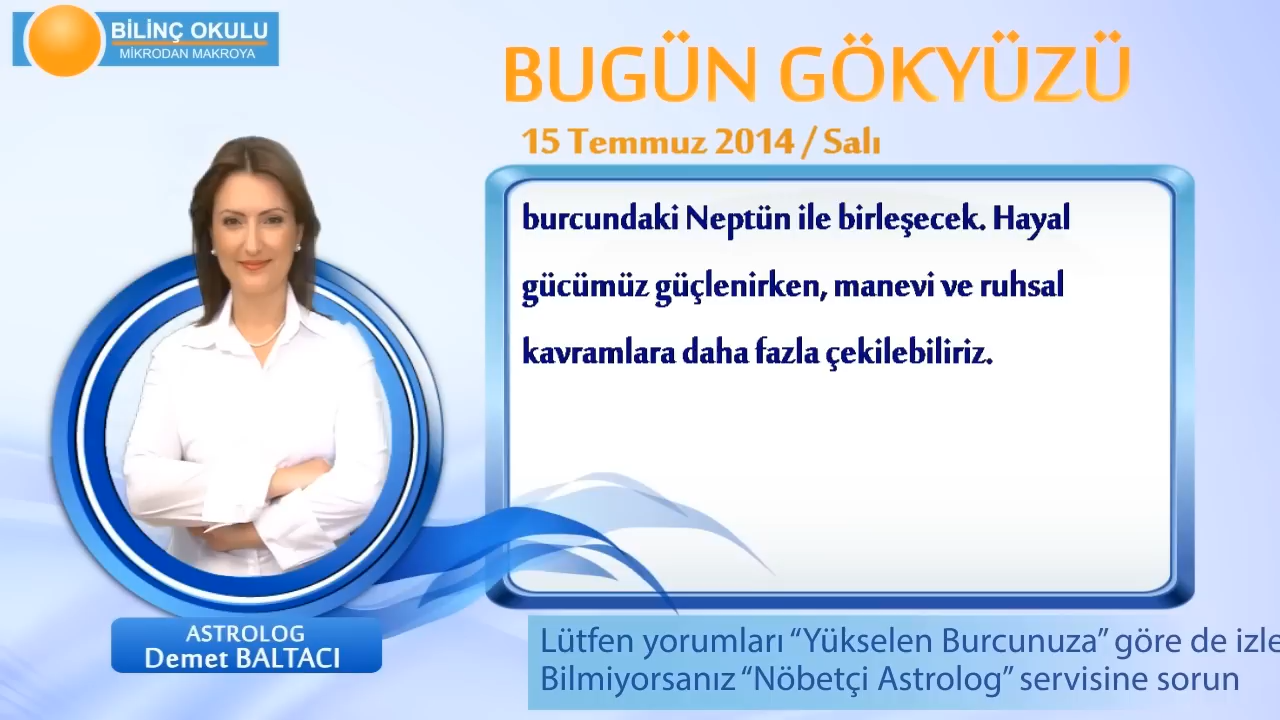 BİLİNÇ OKULU
MİKRODAN MAKROYA
BUGÜN GÖKYÜZÜ
15 Temmuz 2014 / Salı
burcundaki Neptün ile birleşecek. Hayal
gücümüz güçlenirken, manevi ve ruhsal
kavramlara daha fazla çekilebiliriz.
ASTROLOG
Demet BALTACI
Lütfen yorumları “Yükselen Burcunuza” göre de izle
Bilmiyorsanız “Nöbetçi Astrolog” servisine sorun